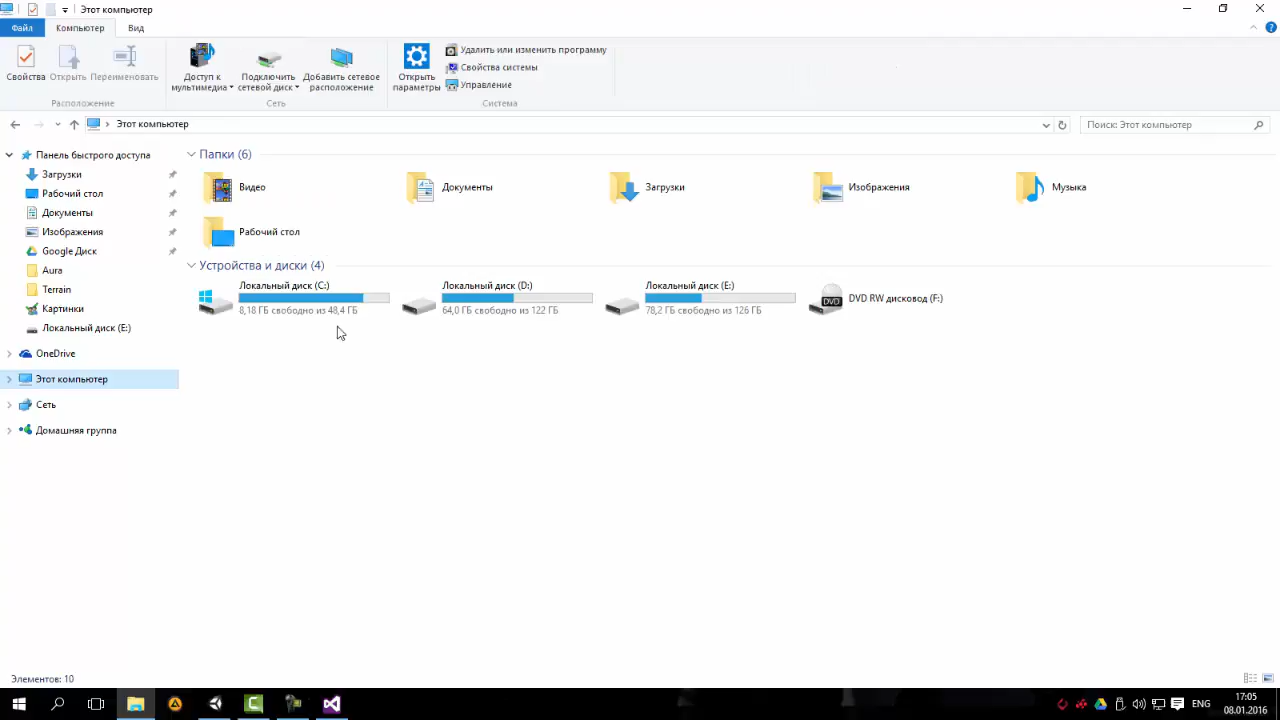 Этот компьютер
Файл
Компьютер
Вид
Свойства
Открыть
Переименовать
Расположение
Доступ к
мультимедиа
Подключить
сетевой диск
Добавить сетевое
расположение
Сеть
Открыть
параметры
Удалить или изменить программу
Свойства системы
Управление
Система
Этот компьютер
Поиск: Этот компьютер
Панель быстрого доступа
Загрузки
Рабочий стол
Документы
Изображения
Google Диск
Aura
Terrain
Картинки
Локальный диск (E:)
OneDrive
Этот компьютер
Сеть
Домашняя группа
Папки (6)
Видео
Документы
Загрузки
Изображения
Музыка
Рабочий стол
Устройства и диски (4)
Локальный диск (C:)
8,18 ГБ свободно из 48,4 ГБ
Локальный диск (D:)
64,0 ГБ свободно из 122 ГБ
Локальный диск (E:)
78,2 ГБ свободно из 126 ГБ
DVD
DVD RW дисковод (F:)
Элементов: 10
ENG
17:05
08.01.2016